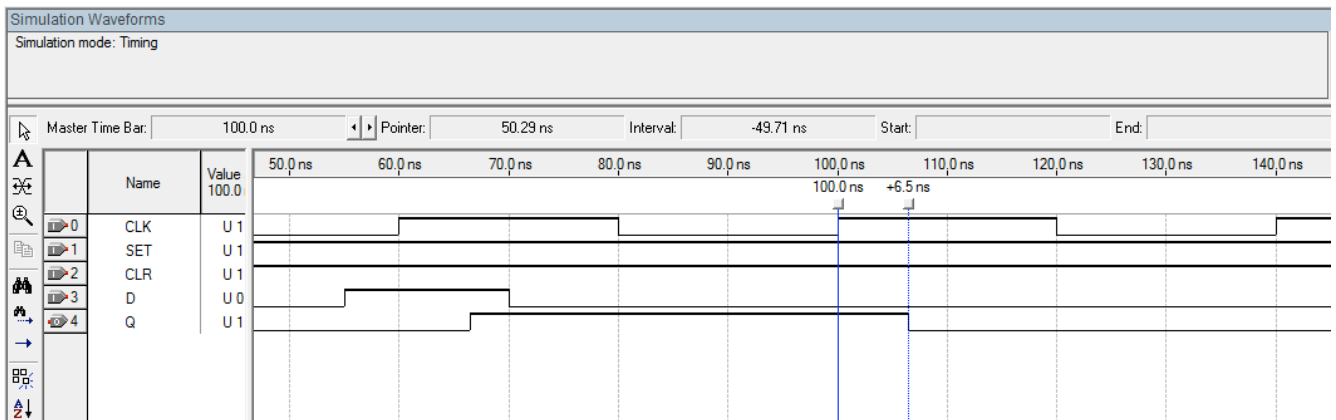 Simulation Waveforms
Simulation mode: Timing
Master Time Bar: 100.0 ns Pointer: 50.29 ns Interval: -49.71 ns Start: End:
A
Name Value 100.0
50.0 ns 60.0 ns 70.0 ns 80.0 ns 90.0 ns 100.0 ns 110.0 ns 120.0 ns 130.0 ns 140.0 ns
100.0 ns +6.5 ns
0 CLK U 1
1 SET U 1
2 CLR U 1
3 D U 0
4 Q U 1
A
Z